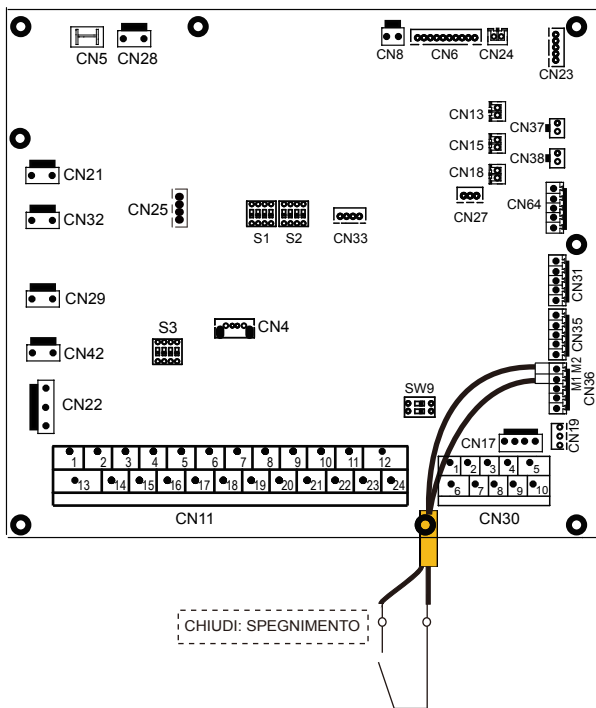 CN5
CN28
CN8
CN6
CN24
CN23
CN13
CN15
CN18
CN37
CN38
CN27
CN64
CN21
CN32
CN25
S1
S2
CN33
CN29
CN42
CN22
S3
CN4
CN31
CN35
M1 M2
CN36
SW9
CN17
CN19
1 2 3 4 5 6 7 8 9 10 11 12
13 14 15 16 17 18 19 20 21 22 23 24
CN11
1 2 3 4 5
6 7 8 9 10
CN30
CHIUDI: SPEGNIMENTO